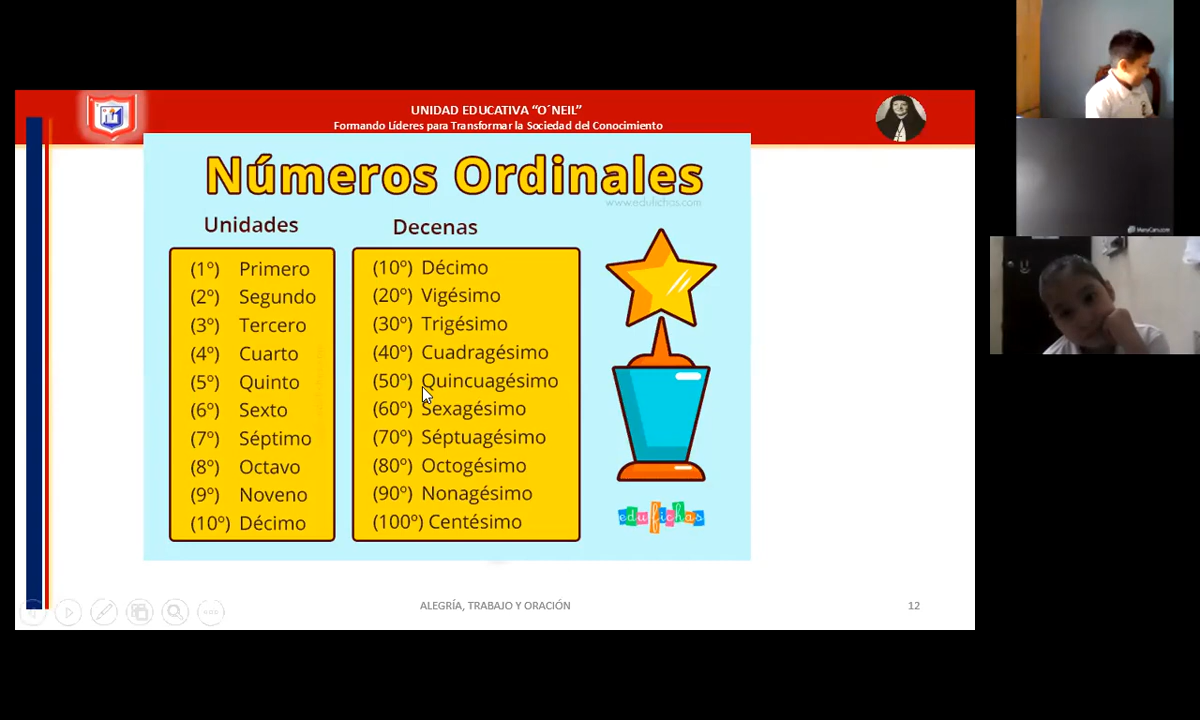 UNIDAD EDUCATIVA “O´NEIL”
Formando Líderes para Transformar la Sociedad del Conocimiento
Números Ordinales
www.edufichas.com
Unidades
(1º) Primero
(2º) Segundo
(3º) Tercero
(4º) Cuarto
(5º) Quinto
(6º) Sexto
(7º) Séptimo
(8º) Octavo
(9º) Noveno
(10º) Décimo
Decenas
(10º) Décimo
(20º) Vigésimo
(30º) Trigésimo
(40º) Cuadragésimo
(50º) Quincuagésimo
(60º) Sexagésimo
(70º) Séptuagésimo
(80º) Octogésimo
(90º) Nonagésimo
(100º) Centésimo
edufichas
ALEGRÍA, TRABAJO Y ORACIÓN
12
ManyCam.com